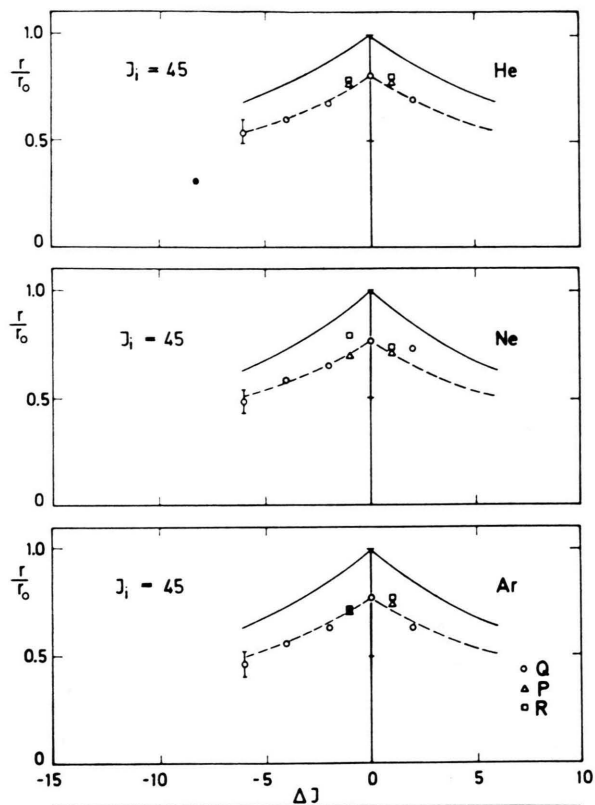 1.0
r/r₀
0.5
0
J_i = 45
He
1.0
r/r₀
0.5
0
J_i = 45
Ne
1.0
r/r₀
0.5
0
J_i = 45
Ar
○ Q
△ P
□ R
-15 -10 -5 0 5 10
ΔJ